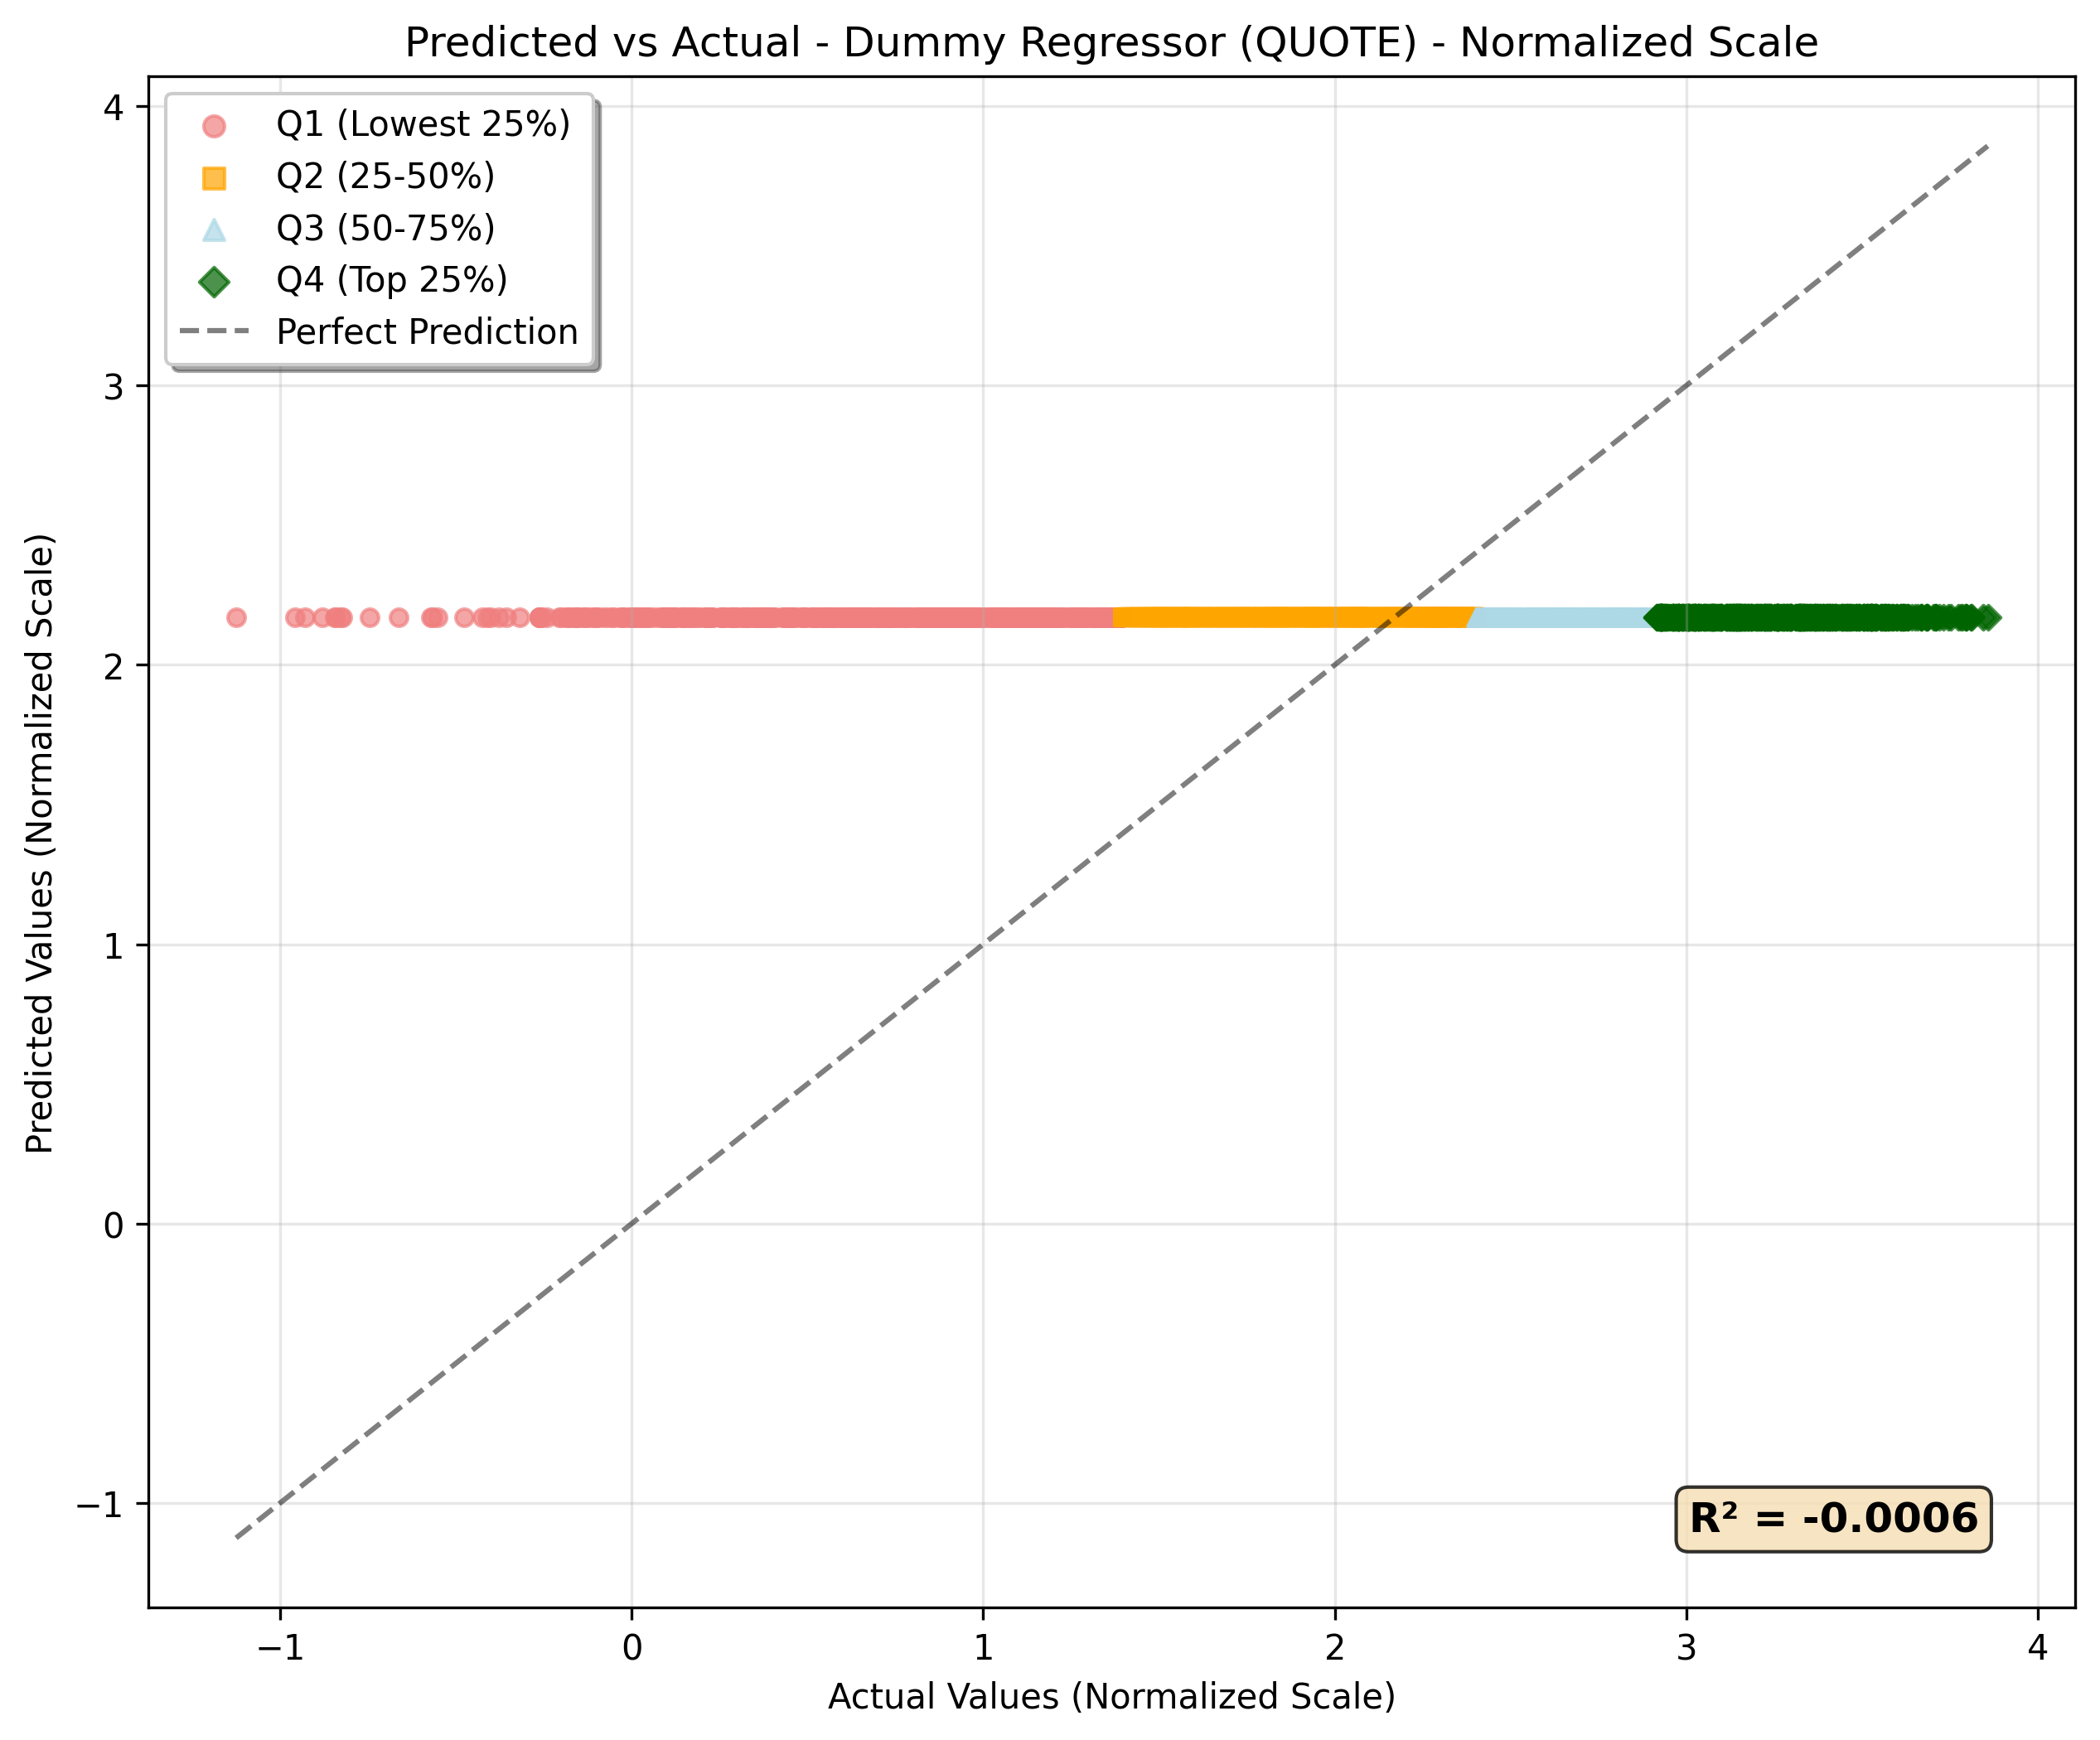 Predicted vs Actual - Dummy Regressor (QUOTE) - Normalized Scale
Q1 (Lowest 25%)
Q2 (25-50%)
Q3 (50-75%)
Q4 (Top 25%)
Perfect Prediction
4
3
2
1
0
−1
Predicted Values (Normalized Scale)
R² = -0.0006
−1 0 1 2 3 4
Actual Values (Normalized Scale)